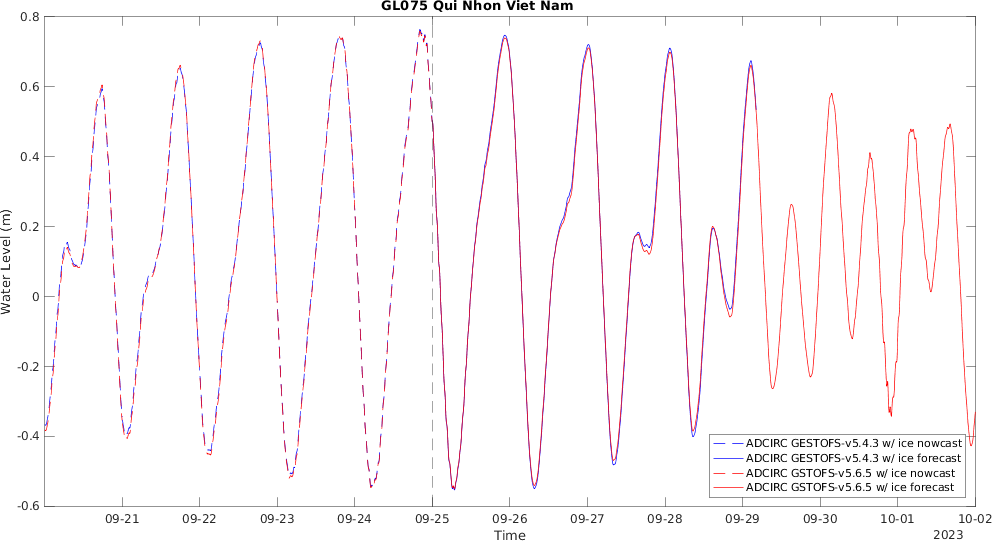 GL075 Qui Nhon Viet Nam
0.8
0.6
0.4
0.2
0
-0.2
-0.4
-0.6
Water Level (m)
09-21 09-22 09-23 09-24 09-25 09-26 09-27 09-28 09-29 09-30 10-01 10-02
Time
2023
ADCIRC GESTOFS-v5.4.3 w/ ice nowcast
ADCIRC GESTOFS-v5.4.3 w/ ice forecast
ADCIRC GSTOFS-v5.6.5 w/ ice nowcast
ADCIRC GSTOFS-v5.6.5 w/ ice forecast